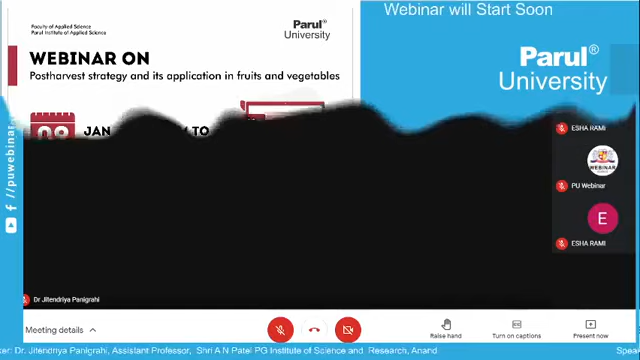 Webinar will Start Soon
Faculty of Applied Science
Parul Institute of Applied Science
Parul®
University
WEBINAR ON
Postharvest strategy and its application in fruits and vegetables
JAN
TO
Parul®
University
f //puwebinar
ESHA RAMI
WEBINAR
PU Webinar
E
ESHA RAMI
Dr Jitendriya Panigrahi
Meeting details
Raise hand
Turn on captions
Present now
ker: Dr. Jitendriya Panigrahi, Assistant Professor, Shri A N Patel PG Institute of Science and Research, Anand
Spea